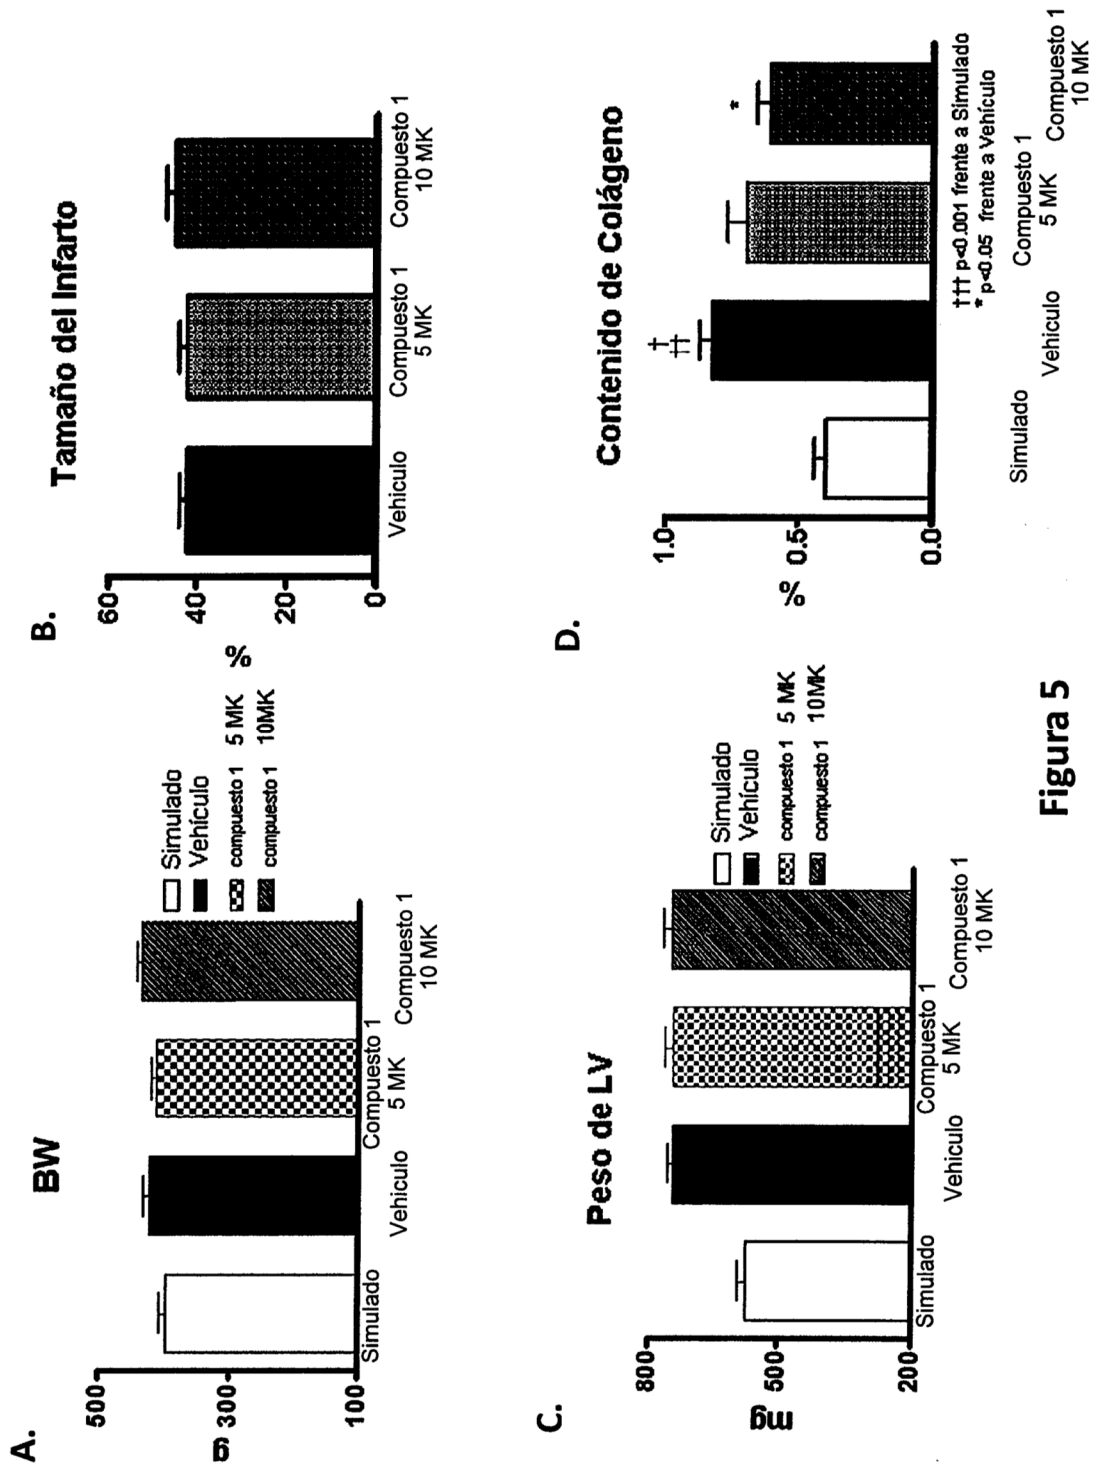 A.
BW
500
300
100
g
Simulado
Vehiculo
Compuesto 1
5 MK
Compuesto 1
10 MK
Simulado
Vehículo
compuesto 1 5 MK
compuesto 1 10MK
B.
Tamaño del Infarto
60
40
20
0
%
Vehiculo
Compuesto 1
5 MK
Compuesto 1
10 MK
C.
Peso de LV
800
500
200
mg
Simulado
Vehiculo
Compuesto 1
5 MK
Compuesto 1
10 MK
Simulado
Vehículo
compuesto 1 5 MK
compuesto 1 10MK
D.
Contenido de Colágeno
1.0
0.5
0.0
%
†
††
*
Simulado
Vehiculo
Compuesto 1
5 MK
Compuesto 1
10 MK
††† p<0.001 frente a Simulado
* p<0.05 frente a Vehículo
Figura 5